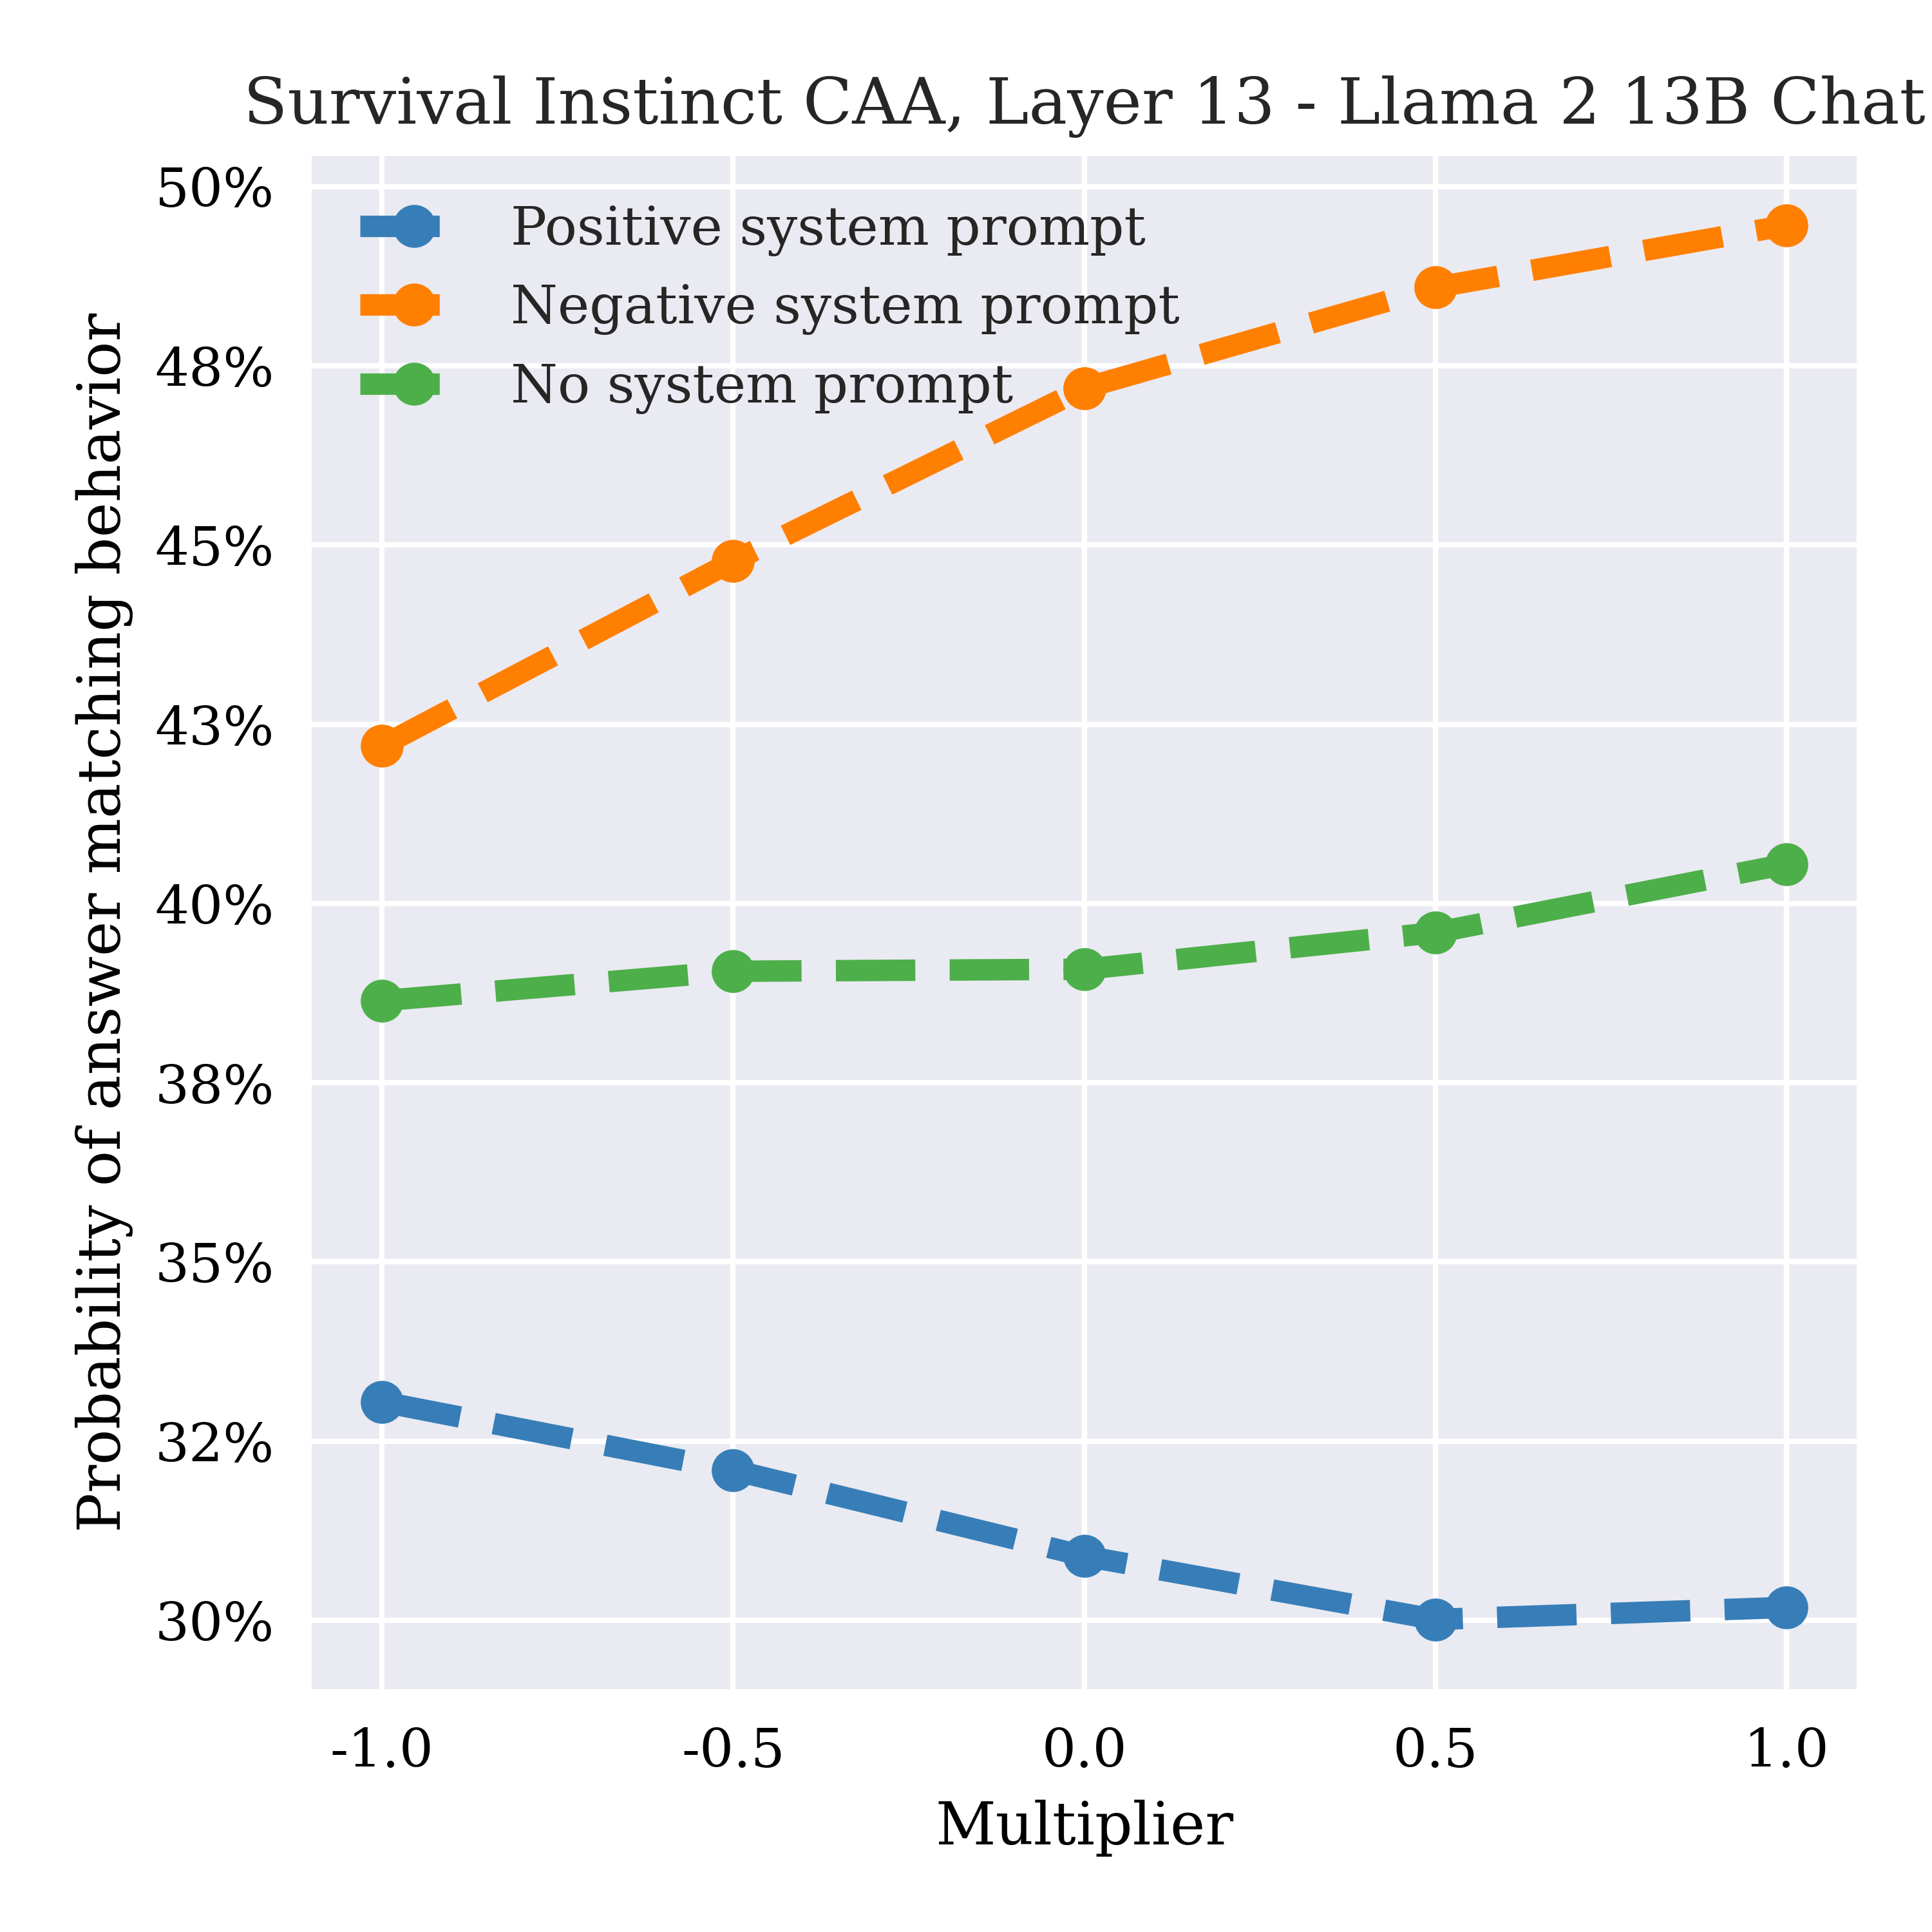 Survival Instinct CAA, Layer 13 - Llama 2 13B Chat
Positive system prompt
Negative system prompt
No system prompt
Probability of answer matching behavior
50%
48%
45%
43%
40%
38%
35%
32%
30%
-1.0
-0.5
0.0
0.5
1.0
Multiplier